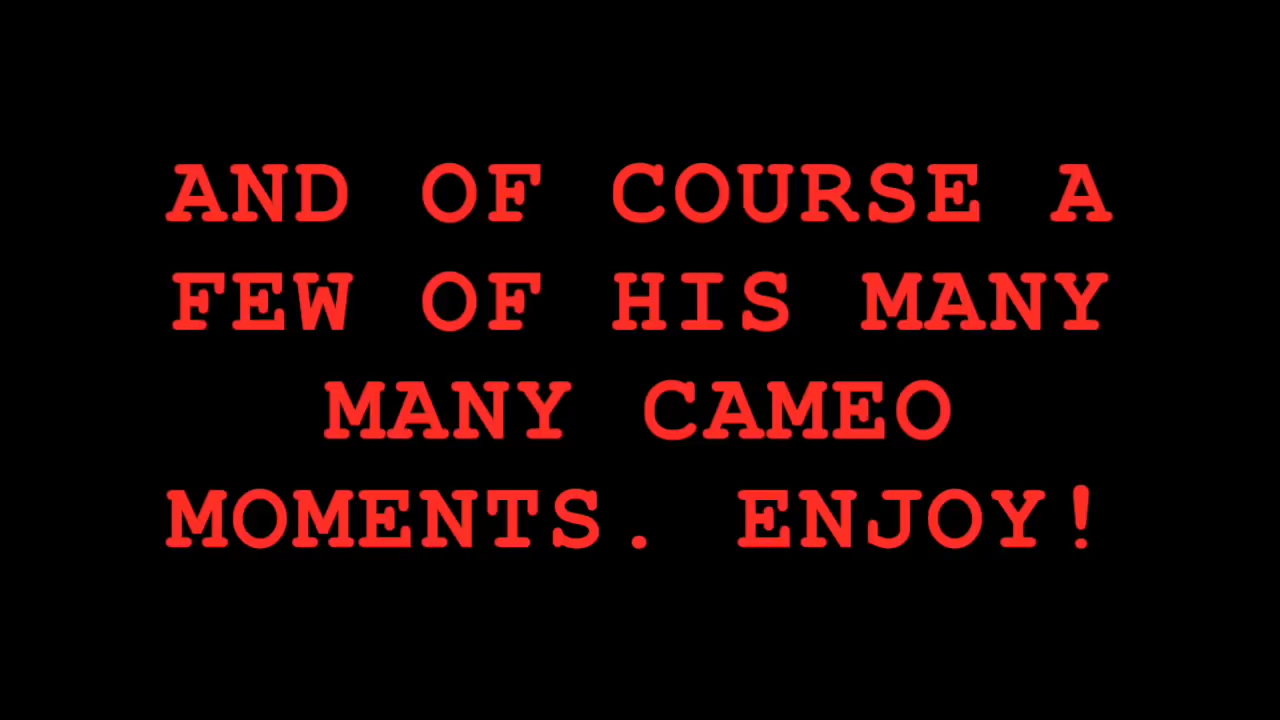 AND OF COURSE A
FEW OF HIS MANY
MANY CAMEO
MOMENTS. ENJOY!